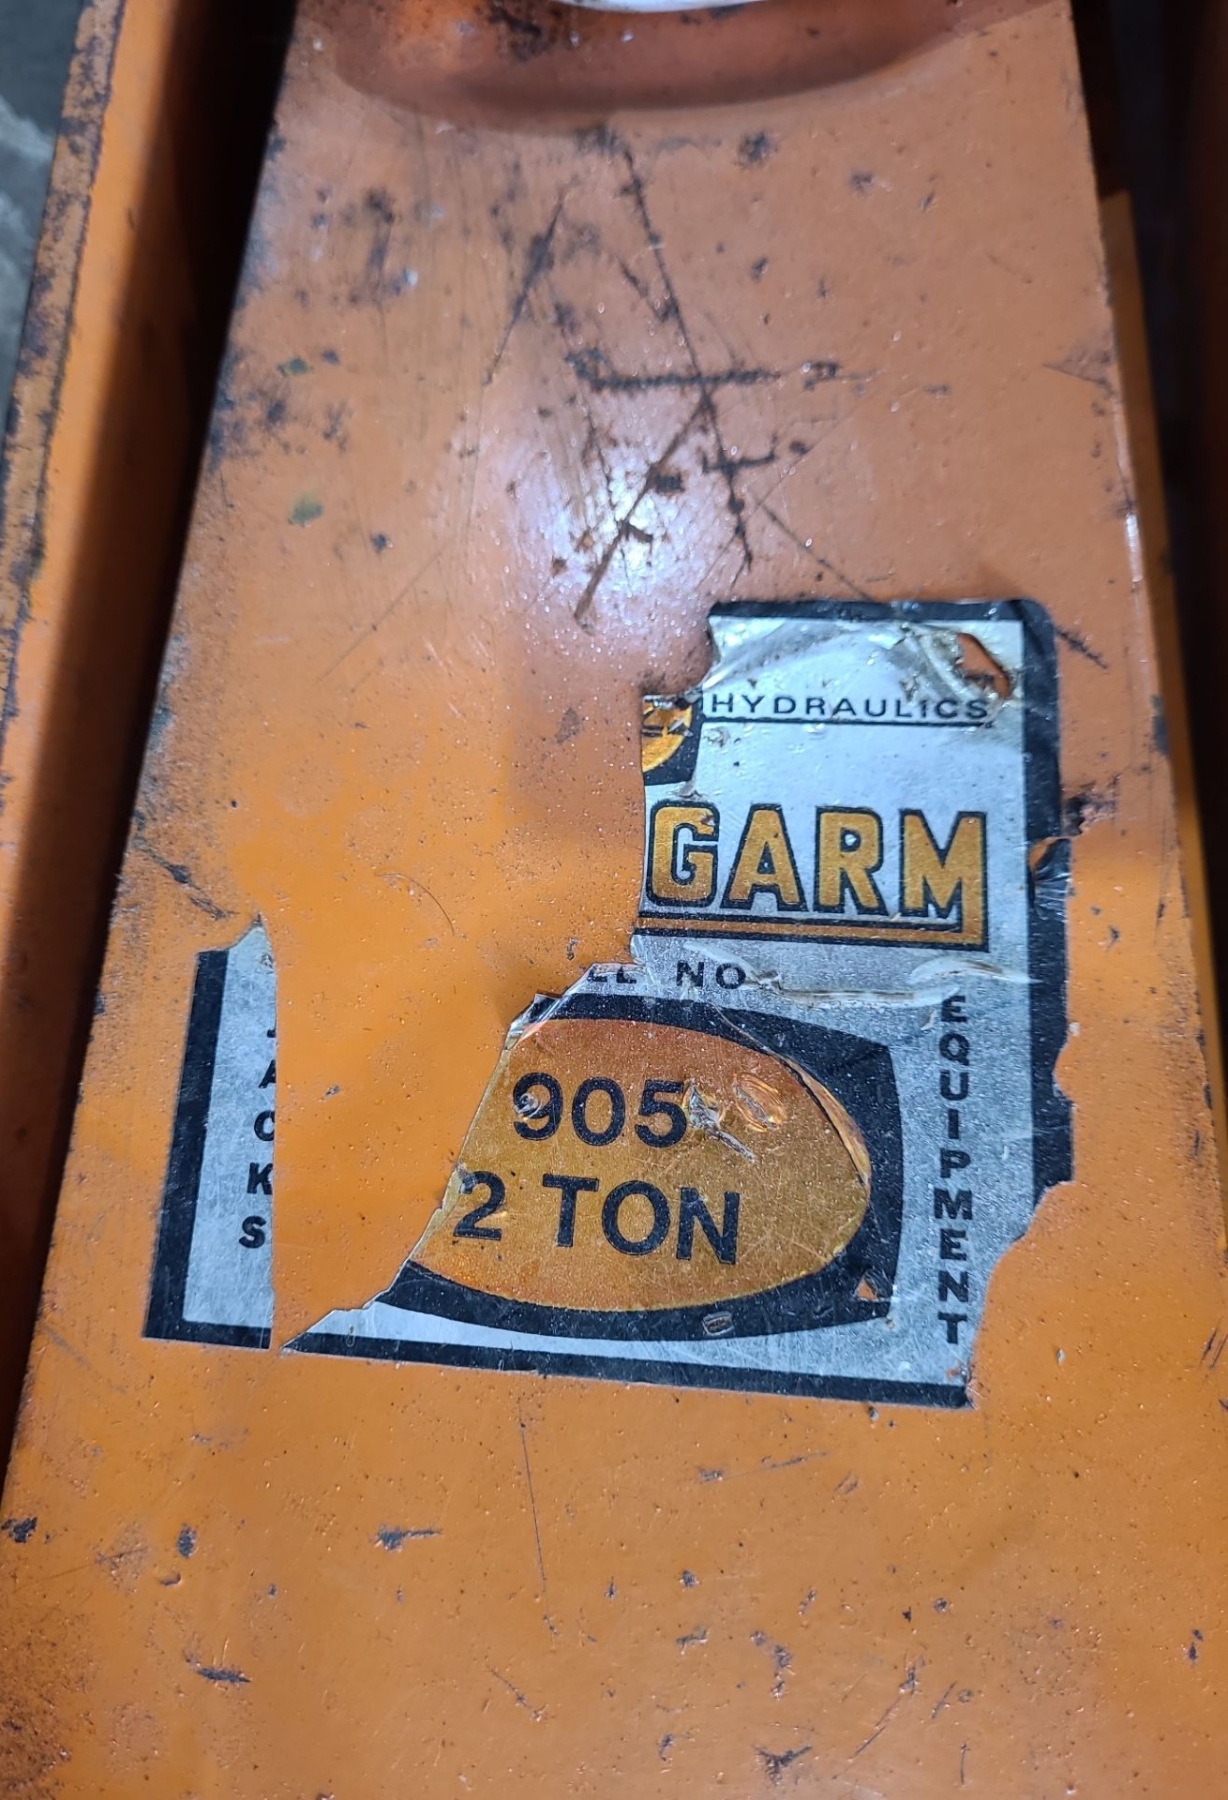 HYDRAULICS
GARM
NO
905
2 TON
JACKS
EQUIPMENT